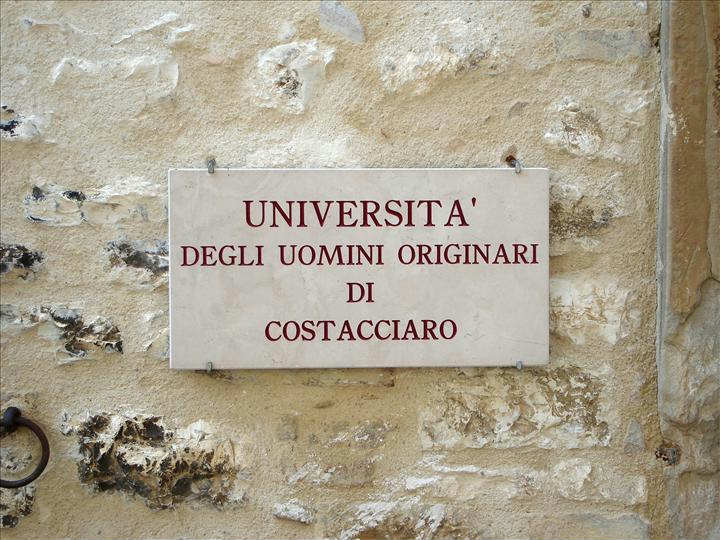 UNIVERSITA'
DEGLI UOMINI ORIGINARI
DI
COSTACCIARO